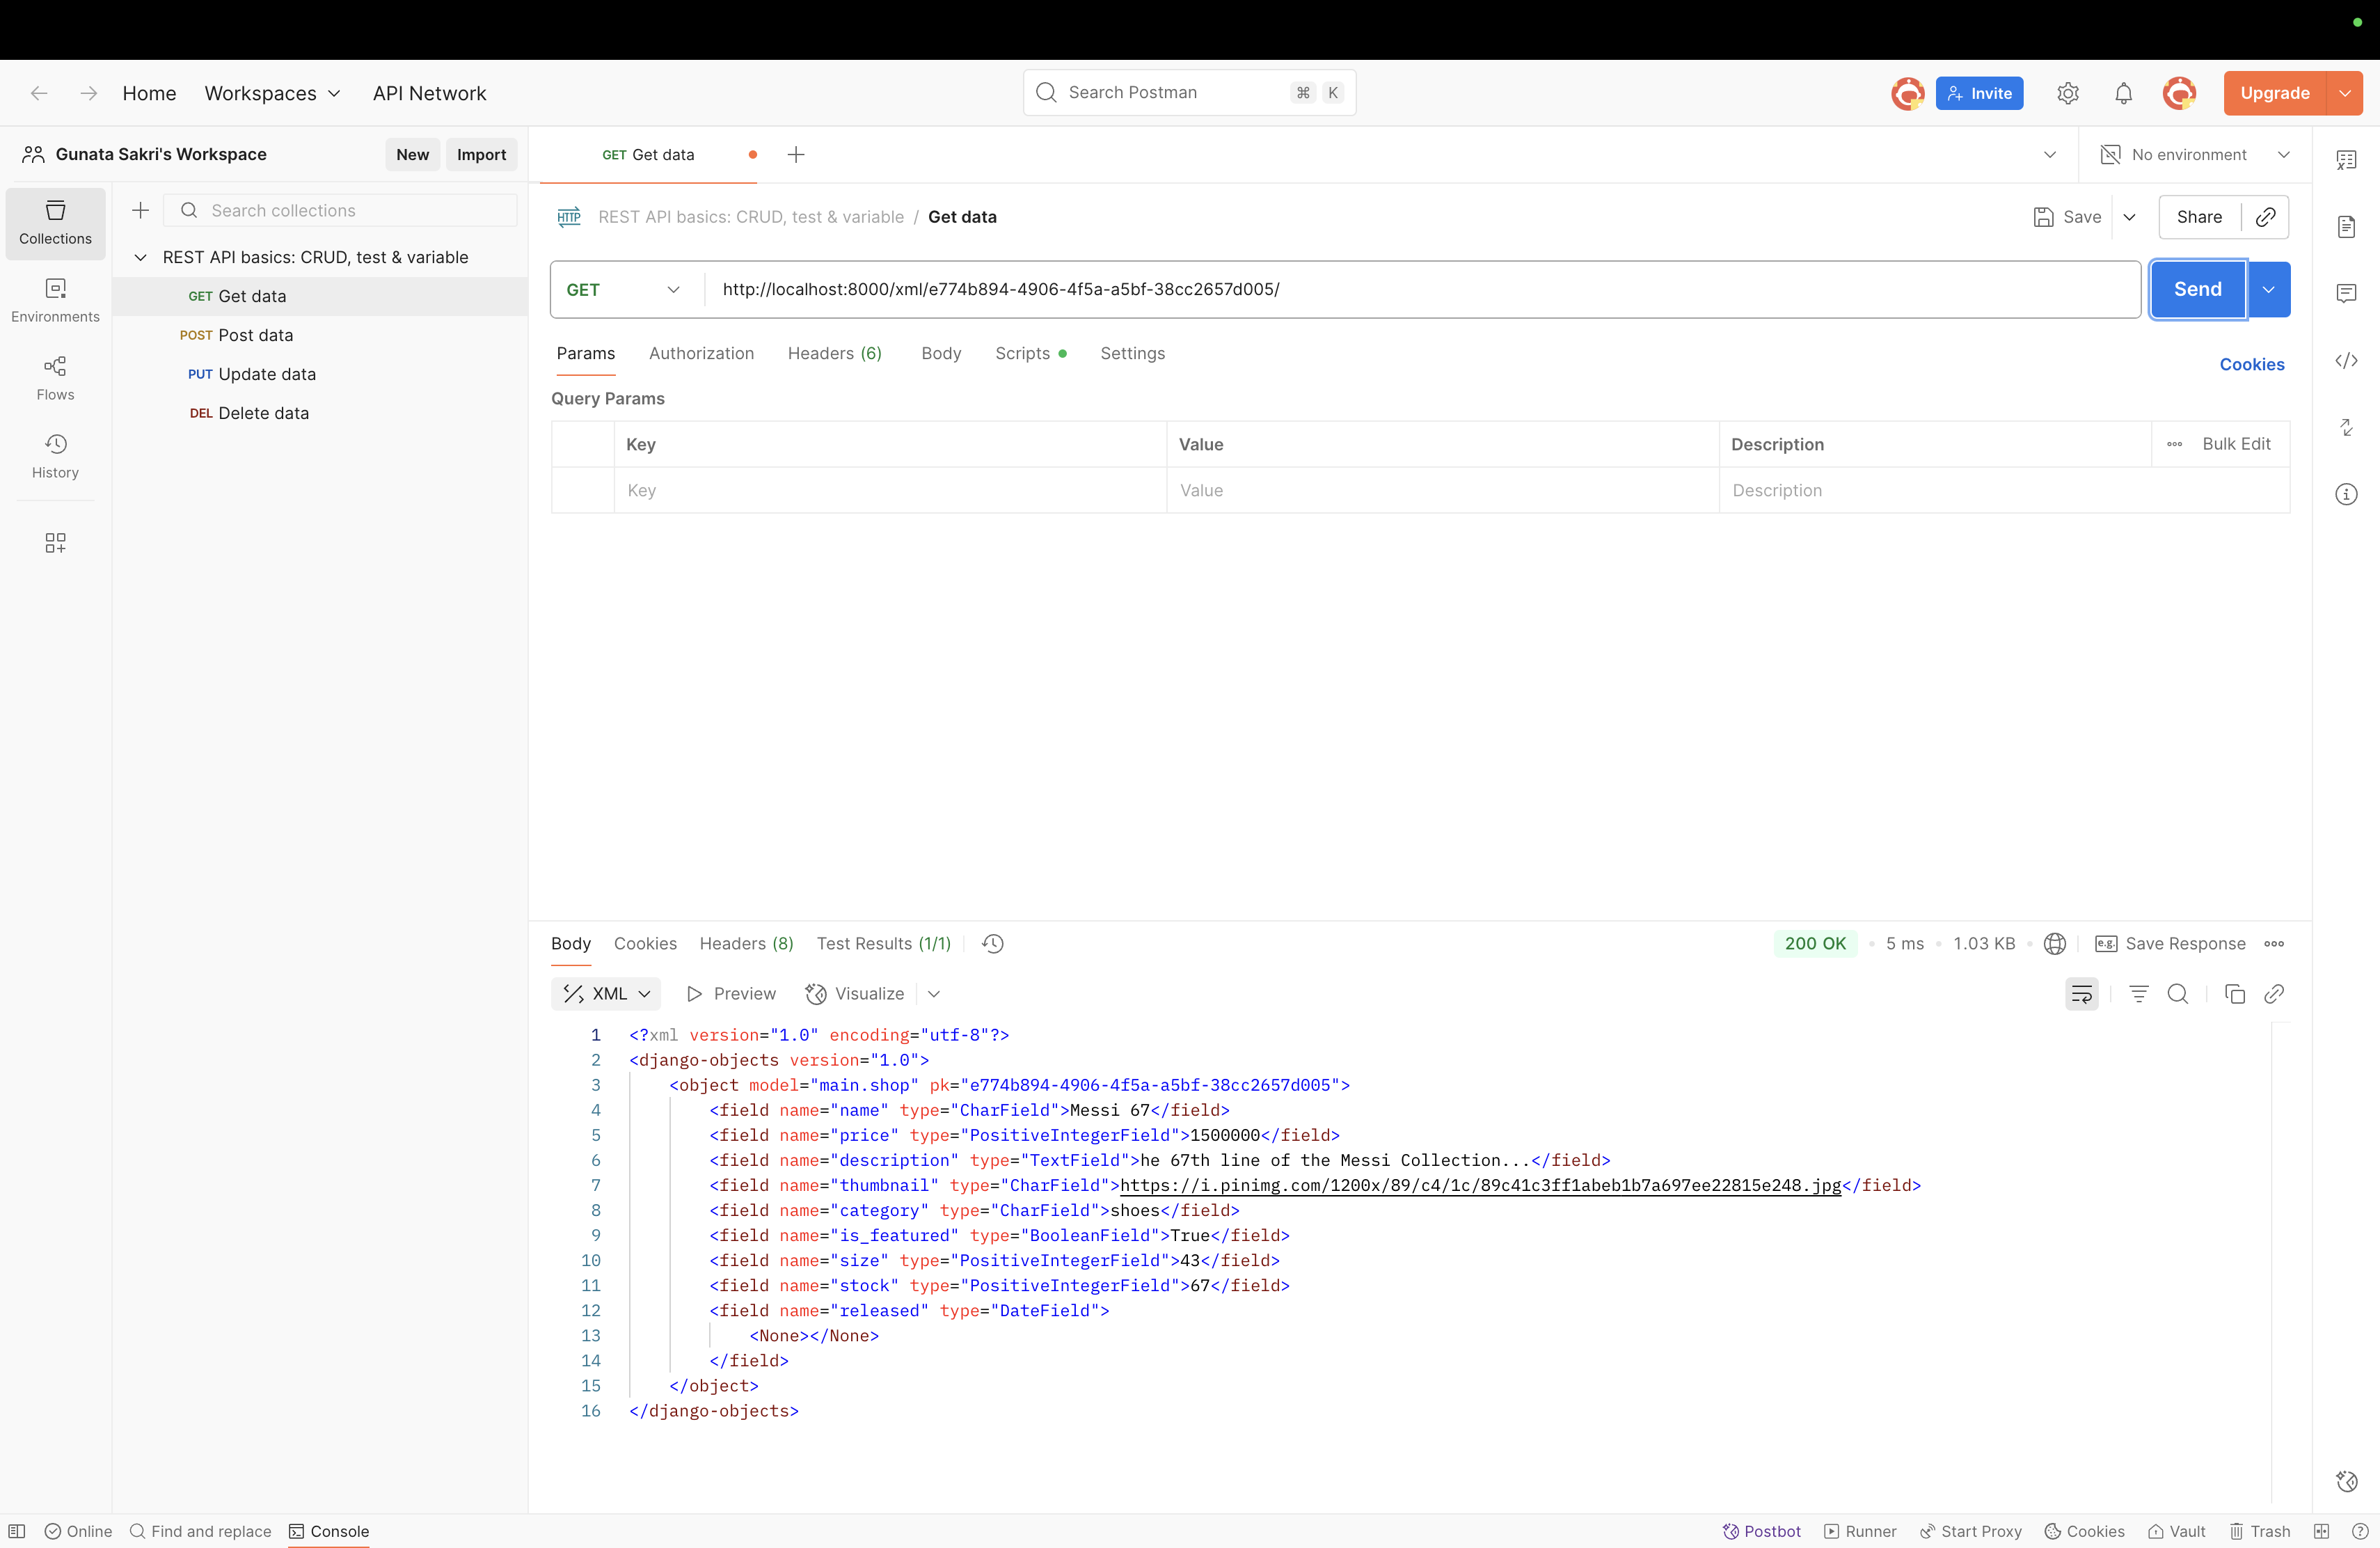 Home
Workspaces
API Network
Search Postman
⌘ K
Invite
Upgrade
Gunata Sakri's Workspace
New
Import
GET Get data
No environment
Collections
Environments
Flows
History
Search collections
REST API basics: CRUD, test & variable
GET Get data
POST Post data
PUT Update data
DEL Delete data
HTTP
REST API basics: CRUD, test & variable / Get data
Save
Share
GET
http://localhost:8000/xml/e774b894-4906-4f5a-a5bf-38cc2657d005/
Send
Params
Authorization
Headers (6)
Body
Scripts
Settings
Cookies
Query Params
Key
Value
Description
Bulk Edit
Key
Value
Description
Body
Cookies
Headers (8)
Test Results (1/1)
200 OK
5 ms
1.03 KB
e.g. Save Response
XML
Preview
Visualize
1 <?xml version="1.0" encoding="utf-8"?>
2 <django-objects version="1.0">
3 <object model="main.shop" pk="e774b894-4906-4f5a-a5bf-38cc2657d005">
4 <field name="name" type="CharField">Messi 67</field>
5 <field name="price" type="PositiveIntegerField">1500000</field>
6 <field name="description" type="TextField">he 67th line of the Messi Collection...</field>
7 <field name="thumbnail" type="CharField">https://i.pinimg.com/1200x/89/c4/1c/89c41c3ff1abeb1b7a697ee22815e248.jpg</field>
8 <field name="category" type="CharField">shoes</field>
9 <field name="is_featured" type="BooleanField">True</field>
10 <field name="size" type="PositiveIntegerField">43</field>
11 <field name="stock" type="PositiveIntegerField">67</field>
12 <field name="released" type="DateField">
13 <None></None>
14 </field>
15 </object>
16 </django-objects>
Online
Find and replace
Console
Postbot
Runner
Start Proxy
Cookies
Vault
Trash